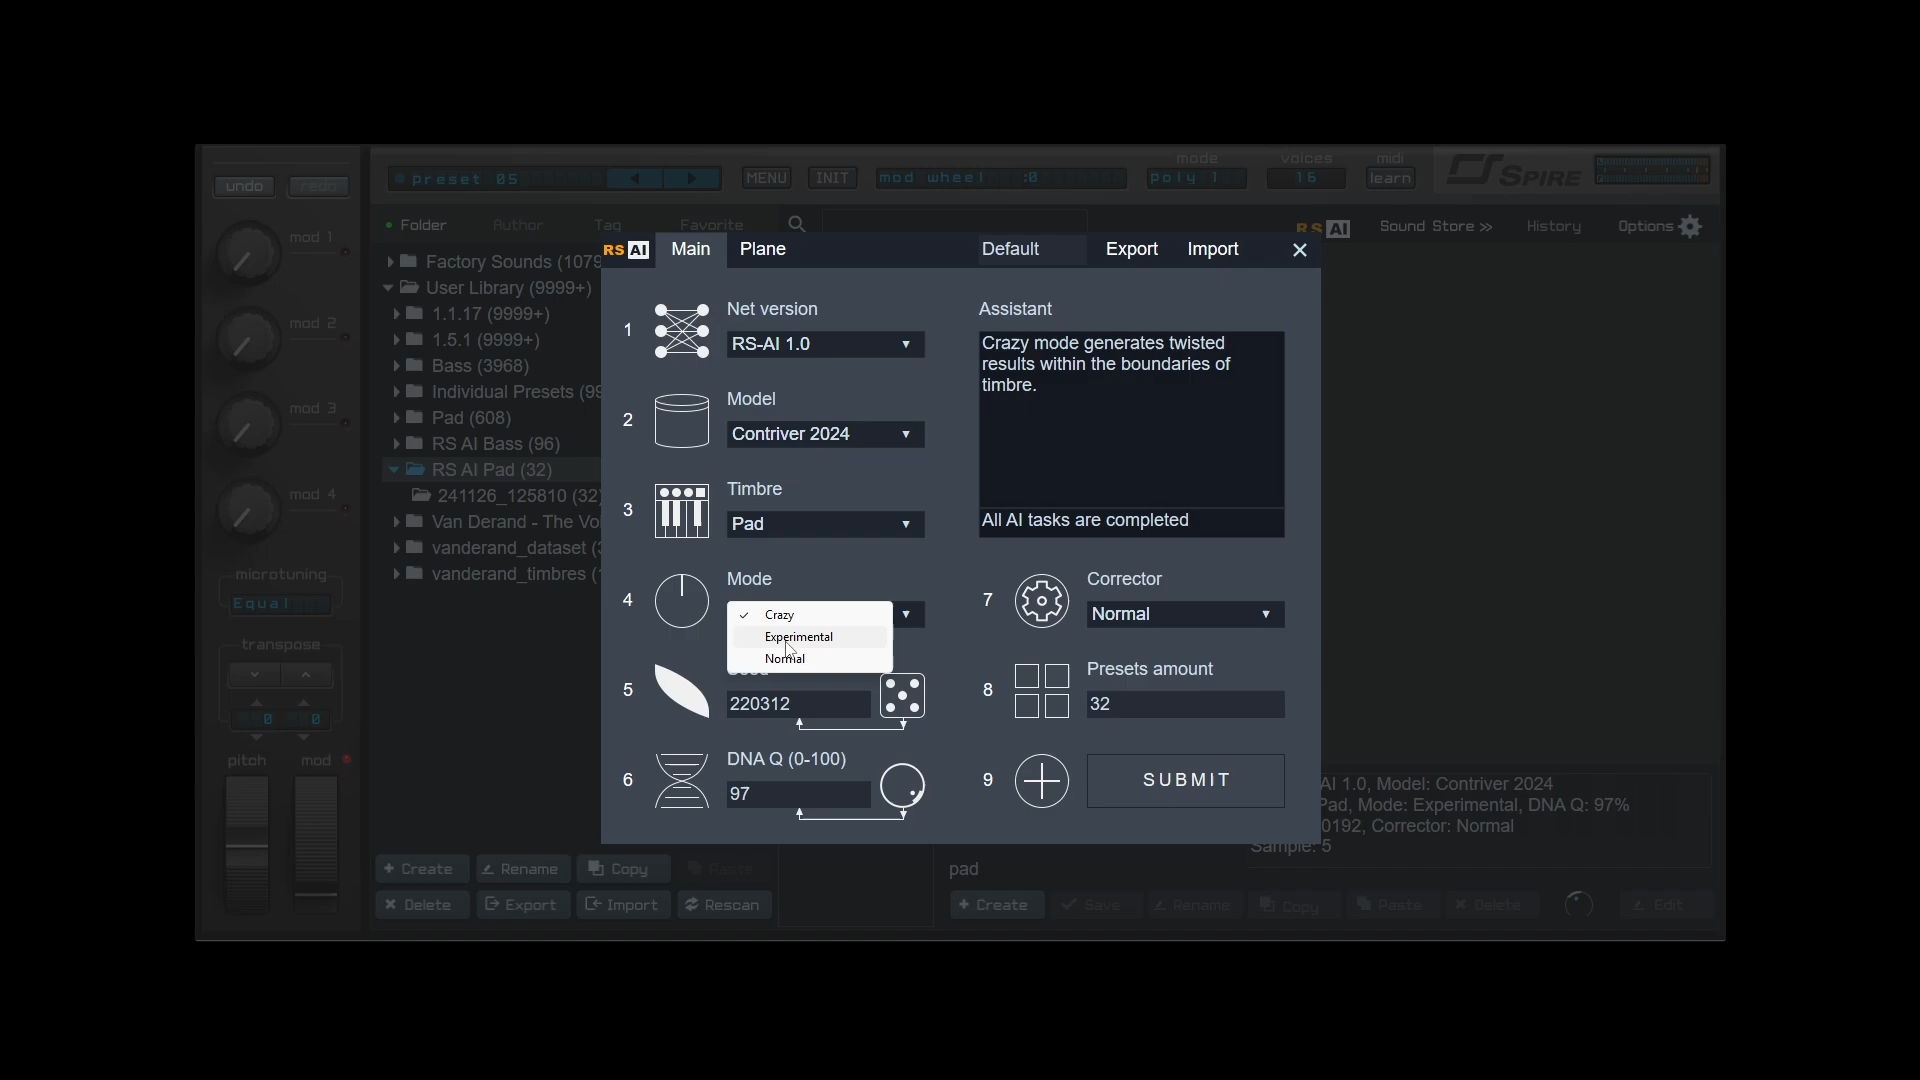 undo
redo
preset 05
MENU
INIT
mod wheel :0
mode
poly 1
voices
16
midi
learn
SPIRE
mod 1
mod 2
mod 3
mod 4
microtuning
Equal
transpose
0
0
pitch
mod
Folder
Author
Tag
Favorite
RS AI
Sound Store >>
History
Options
Factory Sounds (1079
User Library (9999+)
1.1.17 (9999+)
1.5.1 (9999+)
Bass (3968)
Individual Presets (99
Pad (608)
RS AI Bass (96)
RS AI Pad (32)
241126_125810 (32)
Van Derand - The Vo
vanderand_dataset (
vanderand_timbres (
RS AI
Main
Plane
Default
Export
Import
1
Net version
RS-AI 1.0
2
Model
Contriver 2024
3
Timbre
Pad
4
Mode
Crazy
Experimental
Normal
5
220312
6
DNA Q (0-100)
97
Assistant
Crazy mode generates twisted
results within the boundaries of
timbre.
All AI tasks are completed
7
Corrector
Normal
8
Presets amount
32
9
SUBMIT
AI 1.0, Model: Contriver 2024
Pad, Mode: Experimental, DNA Q: 97%
0192, Corrector: Normal
Sample: 5
Create
Rename
Copy
Paste
Delete
Export
Import
Rescan
pad
Create
Save
Rename
Copy
Paste
Delete
Edit